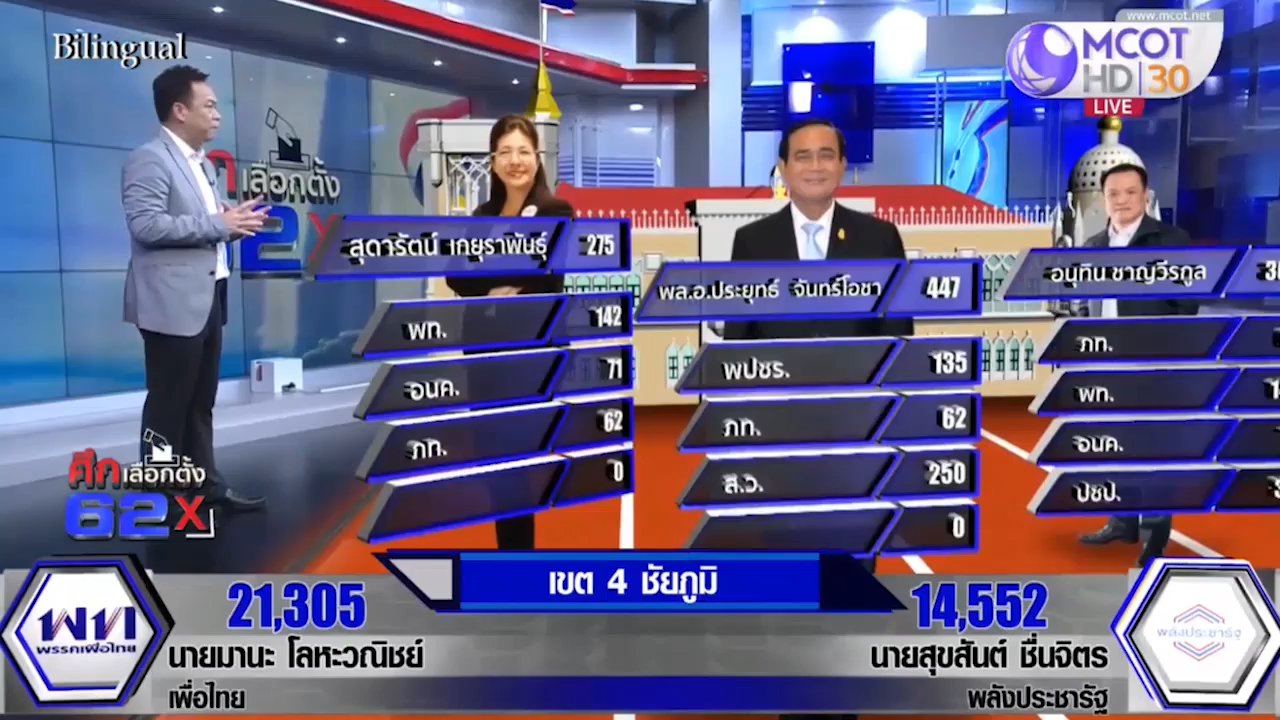 Bilingual
www.mcot.net
MCOT
HD 30
LIVE
ศึกเลือกตั้ง
62X
สุดารัตน์ เกยุราพันธุ์ 275
พท. 142
อนค. 71
ภท. 62
0
พล.อ.ประยุทธ์ จันทร์โอชา 447
พปชร. 135
ภท. 62
ส.ว. 250
0
อนุทิน ชาญวีรกูล
ภท.
พท.
อนค.
ปชป.
ศึกเลือกตั้ง
62X
เขต 4 ชัยภูมิ
พท
พรรคเพื่อไทย
21,305
นายมานะ โลหะวณิชย์
เพื่อไทย
14,552
นายสุขสันต์ ชื่นจิตร
พลังประชารัฐ
พลังประชารัฐ